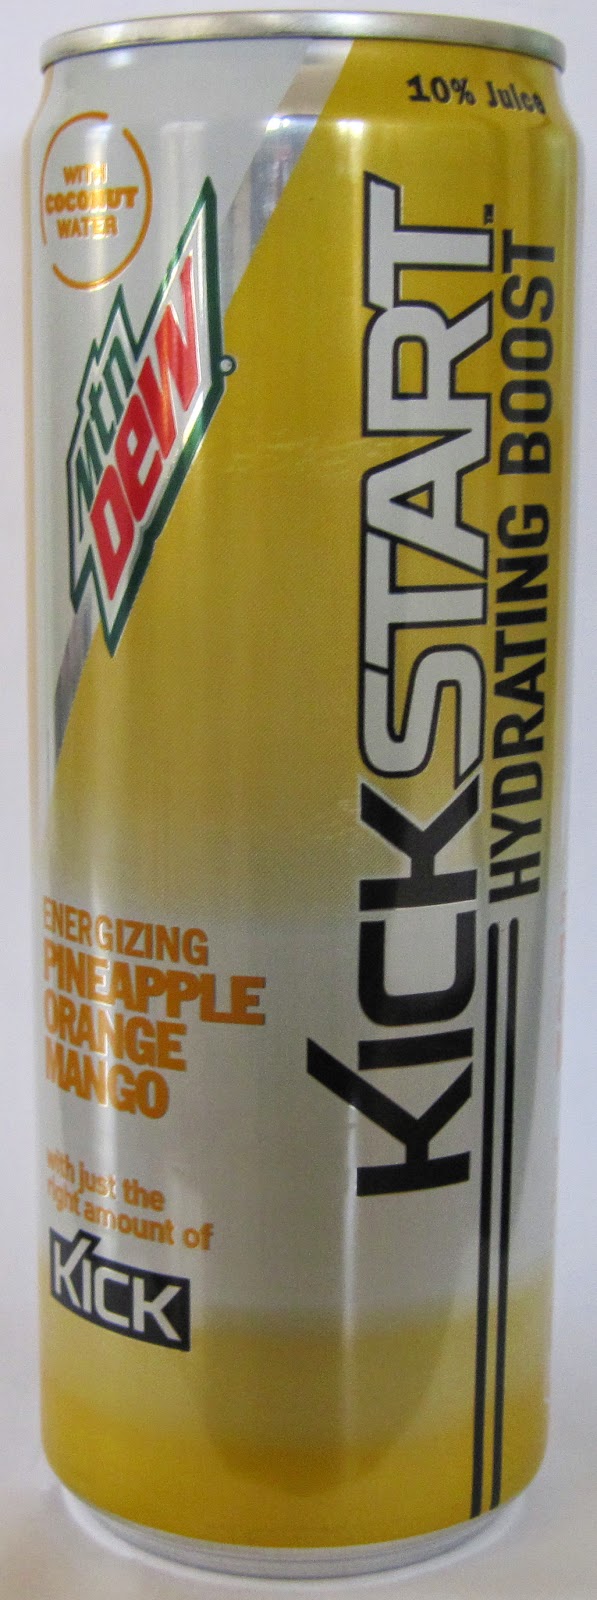 10% Juice
WITH
COCONUT
WATER
Mtn
Dew
®
KICKSTART™
HYDRATING BOOST
ENERGIZING
PINEAPPLE
ORANGE
MANGO
with just the
right amount of
KICK